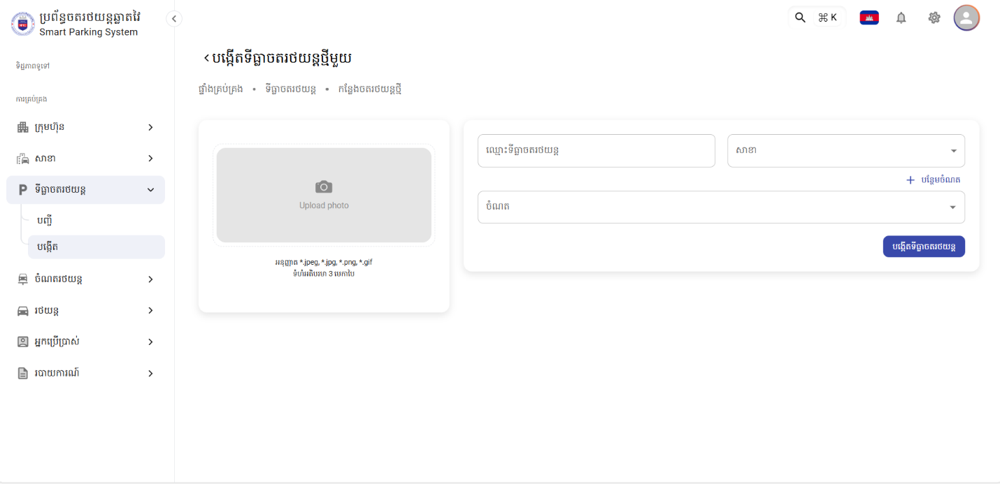 ប្រព័ន្ធចតរថយន្តឆ្លាតវៃ
Smart Parking System
⌘ K
ទិដ្ឋភាពទូទៅ
ការគ្រប់គ្រង
ក្រុមហ៊ុន
សាខា
ទីធ្លាចតរថយន្ត
បញ្ជី
បង្កើត
ចំណតរថយន្ត
រថយន្ត
អ្នកប្រើប្រាស់
របាយការណ៍
បង្កើតទីធ្លាចតរថយន្តថ្មីមួយ
ផ្ទាំងគ្រប់គ្រង • ទីធ្លាចតរថយន្ត • កន្លែងចតរថយន្តថ្មី
Upload photo
អនុញ្ញាត *.jpeg, *.jpg, *.png, *.gif
ទំហំអតិបរមា 3 មេកាបៃ
ឈ្មោះទីធ្លាចតរថយន្ត
សាខា
បន្ថែមចំណត
ចំណត
បង្កើតទីធ្លាចតរថយន្ត